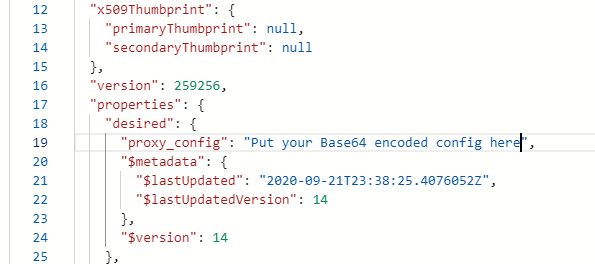 12 "x509Thumbprint": {
13 "primaryThumbprint": null,
14 "secondaryThumbprint": null
15 },
16 "version": 259256,
17 "properties": {
18 "desired": {
19 "proxy_config": "Put your Base64 encoded config here",
20 "$metadata": {
21 "$lastUpdated": "2020-09-21T23:38:25.4076052Z",
22 "$lastUpdatedVersion": 14
23 },
24 "$version": 14
25 },